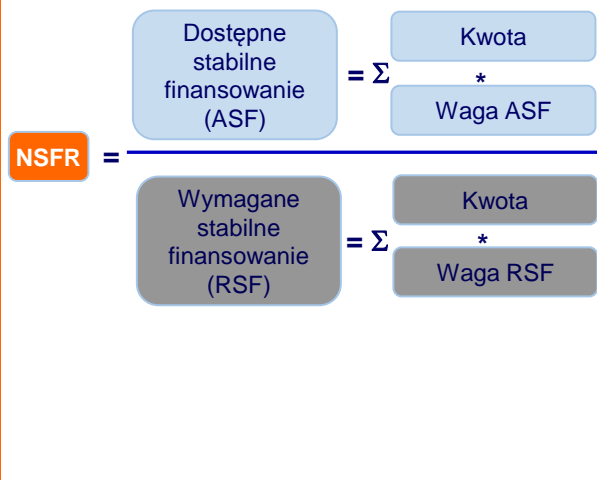 Dostępne
stabilne
finansowanie
(ASF)
= Σ
Kwota
*
Waga ASF
NSFR =
Wymagane
stabilne
finansowanie
(RSF)
= Σ
Kwota
*
Waga RSF